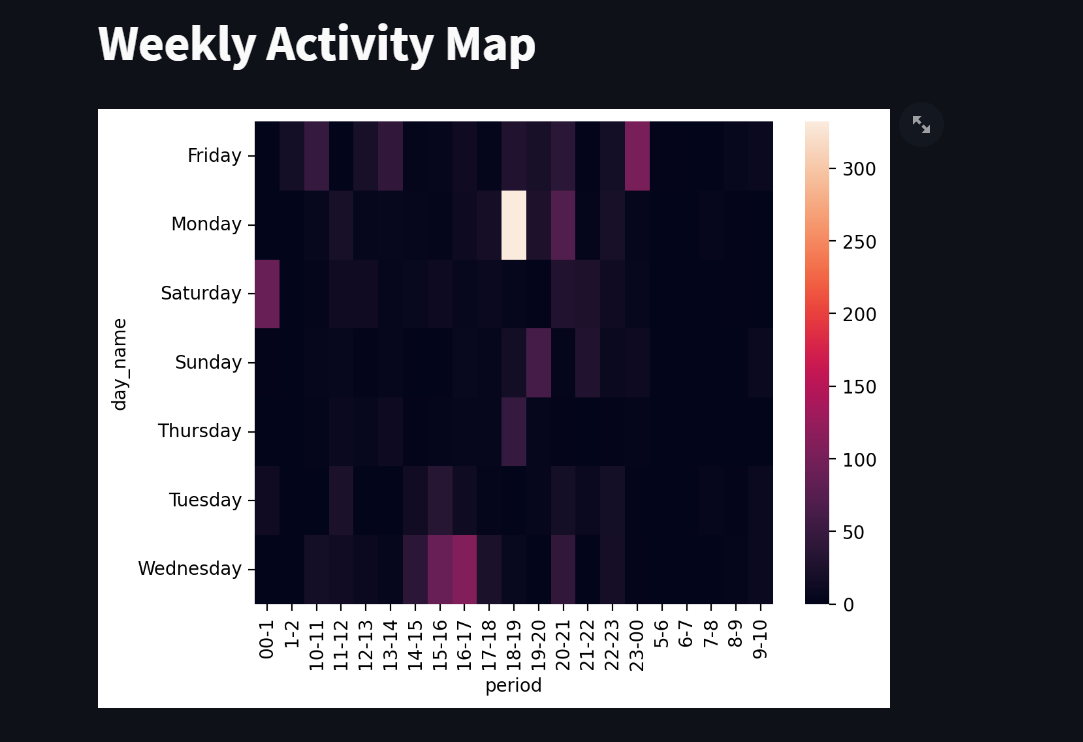 Weekly Activity Map
Friday
Monday
Saturday
Sunday
Thursday
Tuesday
Wednesday
day_name
00-1
1-2
10-11
11-12
12-13
13-14
14-15
15-16
16-17
17-18
18-19
19-20
20-21
21-22
22-23
23-00
5-6
6-7
7-8
8-9
9-10
period
300
250
200
150
100
50
0